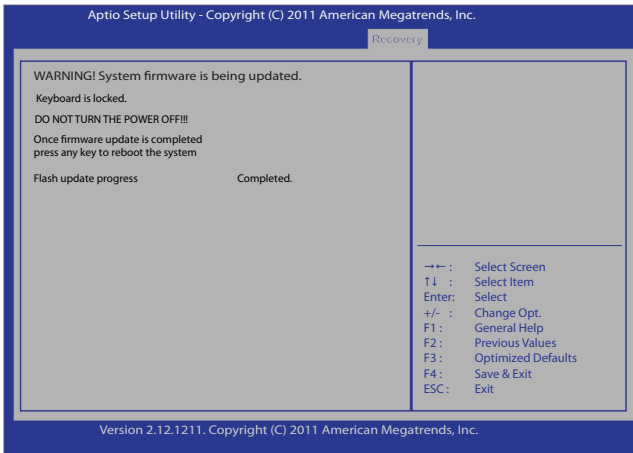 Aptio Setup Utility - Copyright (C) 2011 American Megatrends, Inc.
Recovery
WARNING! System firmware is being updated.
Keyboard is locked.
DO NOT TURN THE POWER OFF!!!
Once firmware update is completed
press any key to reboot the system
Flash update progress Completed.
→← : Select Screen
↑↓ : Select Item
Enter: Select
+/- : Change Opt.
F1 : General Help
F2 : Previous Values
F3 : Optimized Defaults
F4 : Save & Exit
ESC : Exit
Version 2.12.1211. Copyright (C) 2011 American Megatrends, Inc.